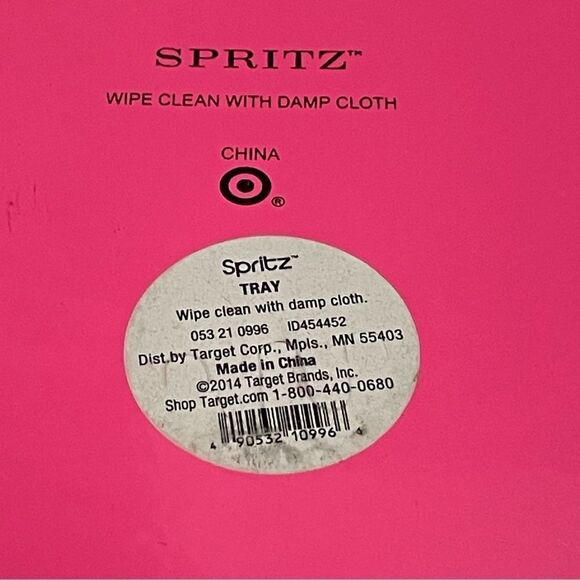 SPRITZ™
WIPE CLEAN WITH DAMP CLOTH
CHINA
®
Spritz™
TRAY
Wipe clean with damp cloth.
053 21 0996 ID454452
Dist.by Target Corp., Mpls., MN 55403
Made in China
©2014 Target Brands, Inc.
Shop Target.com 1-800-440-0680
4 90532 10996 4